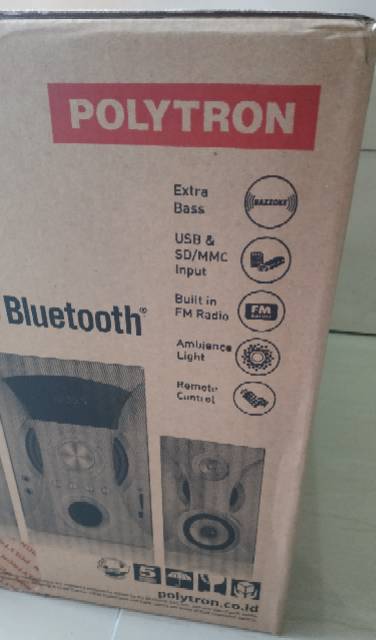 POLYTRON
Extra
Bass
BAZZOKE
USB &
SD/MMC
Input
Built in
FM Radio
FM
Bluetooth®
Ambience
Light
Remote
Control
5
polytron.co.id